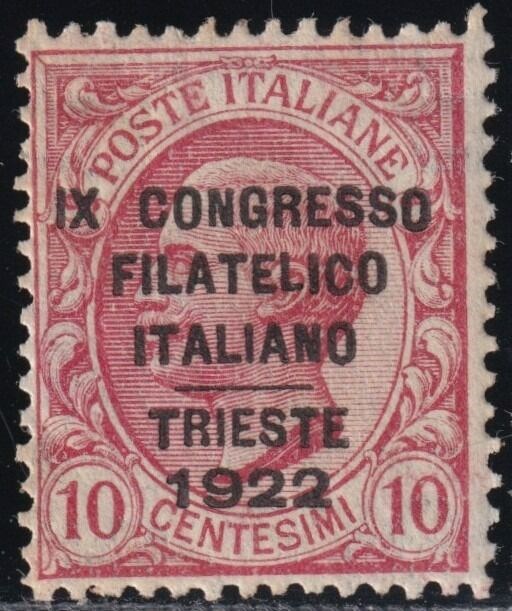 POSTE ITALIANE
IX CONGRESSO
FILATELICO
ITALIANO
TRIESTE
1922
10 CENTESIMI 10